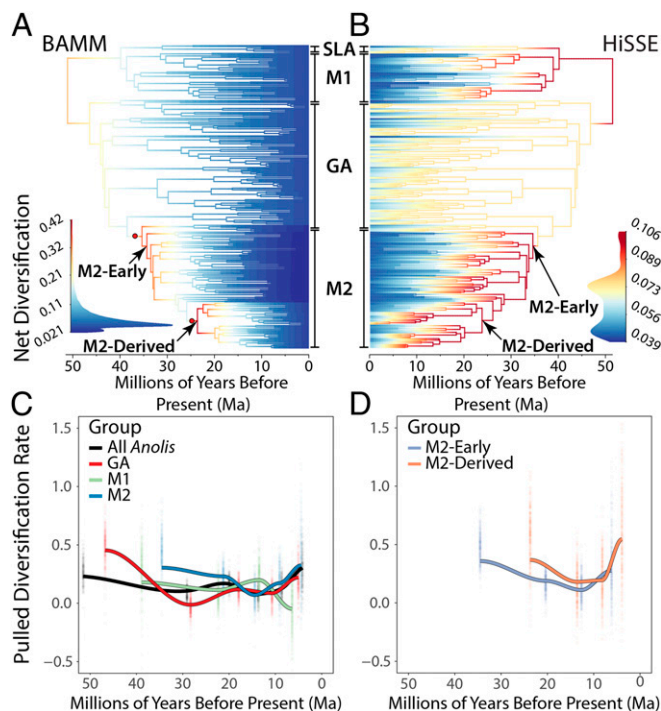 A
BAMM
B
HiSSE
SLA
M1
GA
M2
Net Diversification
0.42
0.32
0.21
0.11
0.021
M2-Early
M2-Derived
50 40 30 20 10 0
Millions of Years Before
Present (Ma)
0.106
0.089
0.073
0.056
0.039
M2-Early
M2-Derived
0 10 20 30 40 50
Millions of Years Before
Present (Ma)
C
Group
All Anolis
GA
M1
M2
Pulled Diversification Rate
1.5
1.0
0.5
0.0
−0.5
50 40 30 20 10 0
Millions of Years Before Present (Ma)
D
Group
M2-Early
M2-Derived
1.5
1.0
0.5
0.0
−0.5
50 40 30 20 10 0
Millions of Years Before Present (Ma)